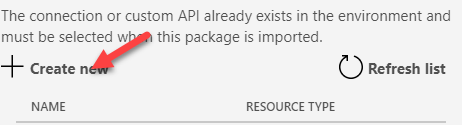 The connection or custom API already exists in the environment and
must be selected when this package is imported.
Create new Refresh list
NAME RESOURCE TYPE